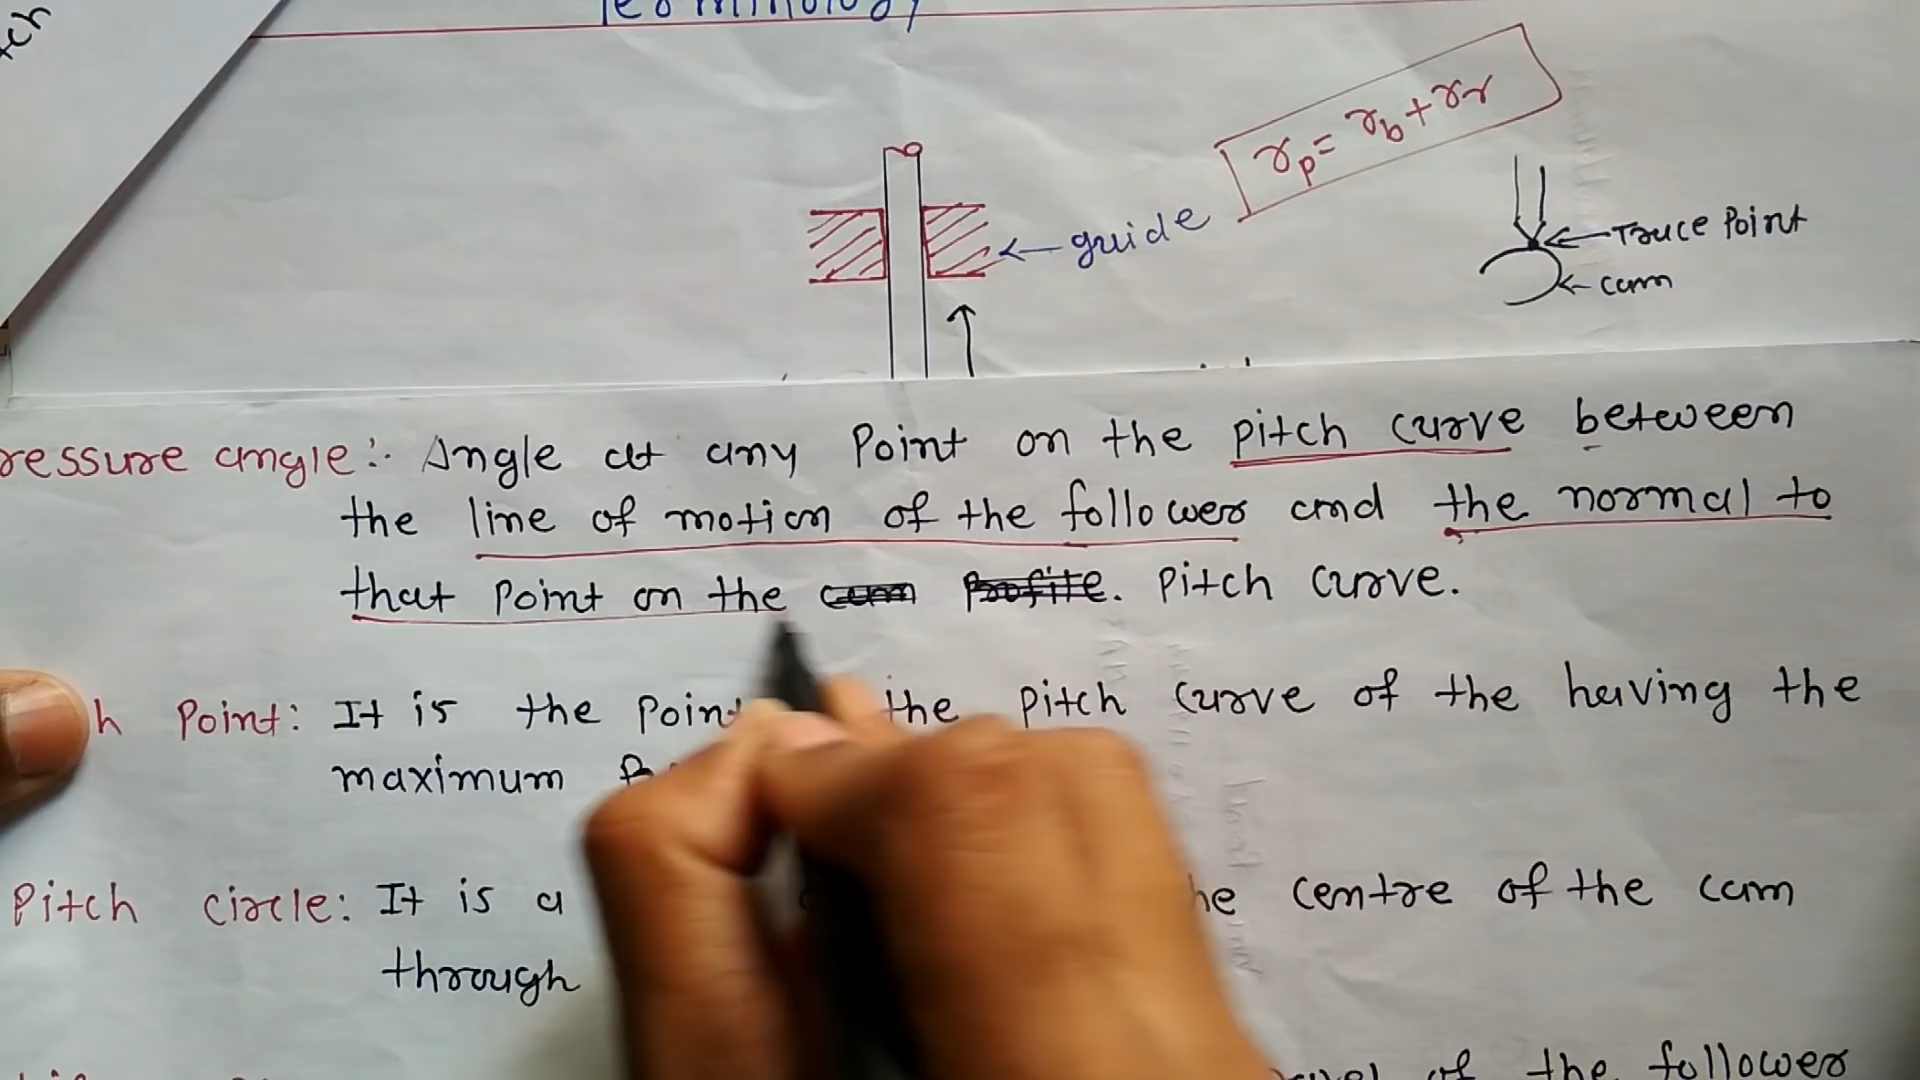 Terminology
rp = rb + rr
guide
Trace Point
cam
ressure angle:- Angle at any Point on the pitch curve between
the line of motion of the follower and the normal to
that point on the cam Profile. Pitch curve.
h Point: It is the point the pitch curve of the having the
maximum
Pitch circle: It is a he centre of the cam
through
of the follower